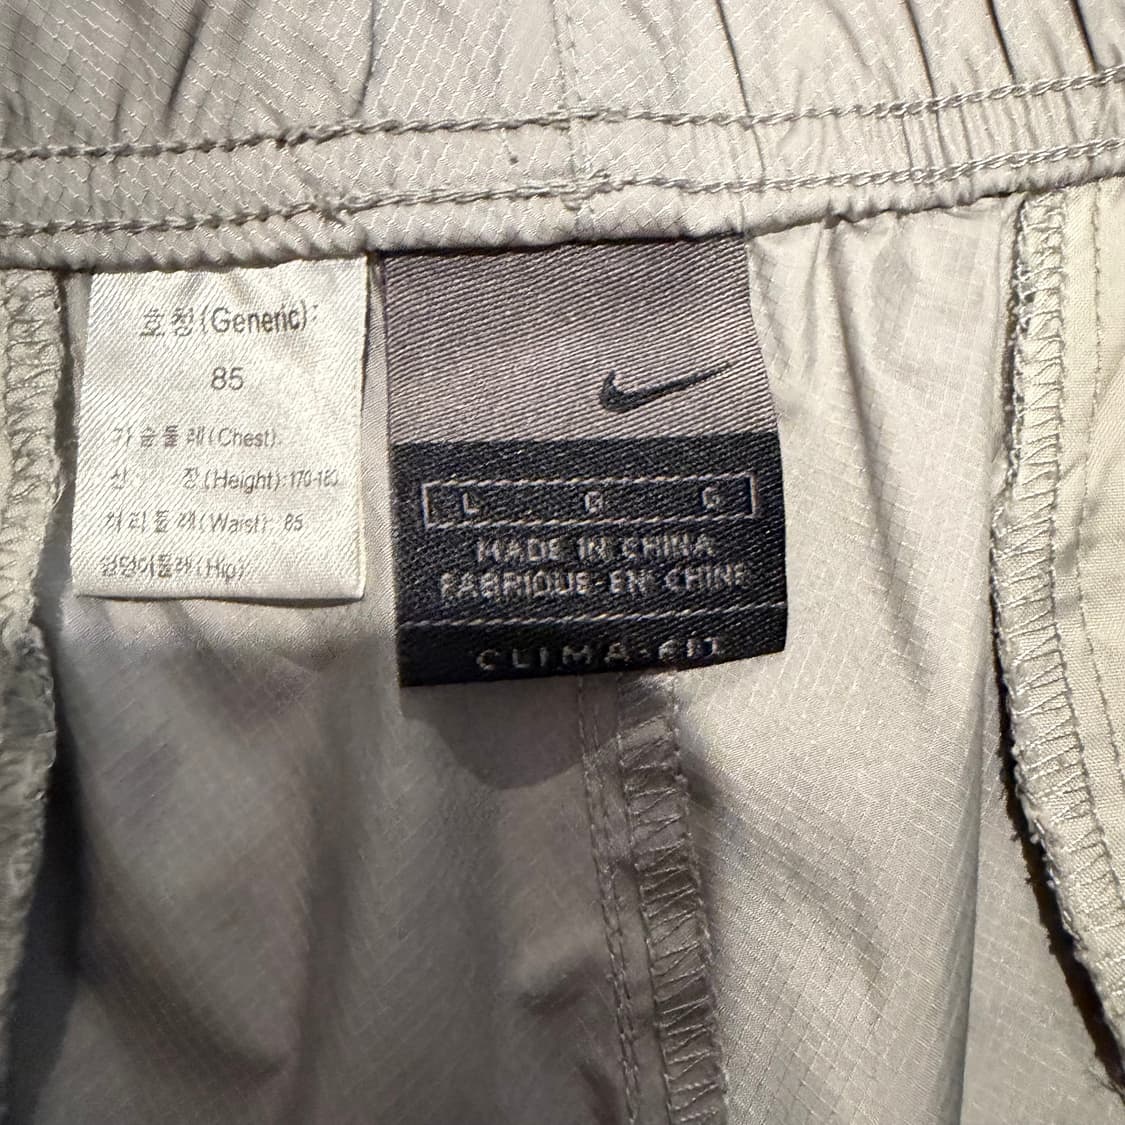 호칭(Generic):
85
가슴둘레(Chest):
신 장(Height):170-180
허리둘레(Waist): 85
엉덩이둘레(Hip)
L G G
MADE IN CHINA
FABRIQUE EN CHINE
CLIMA-FIT